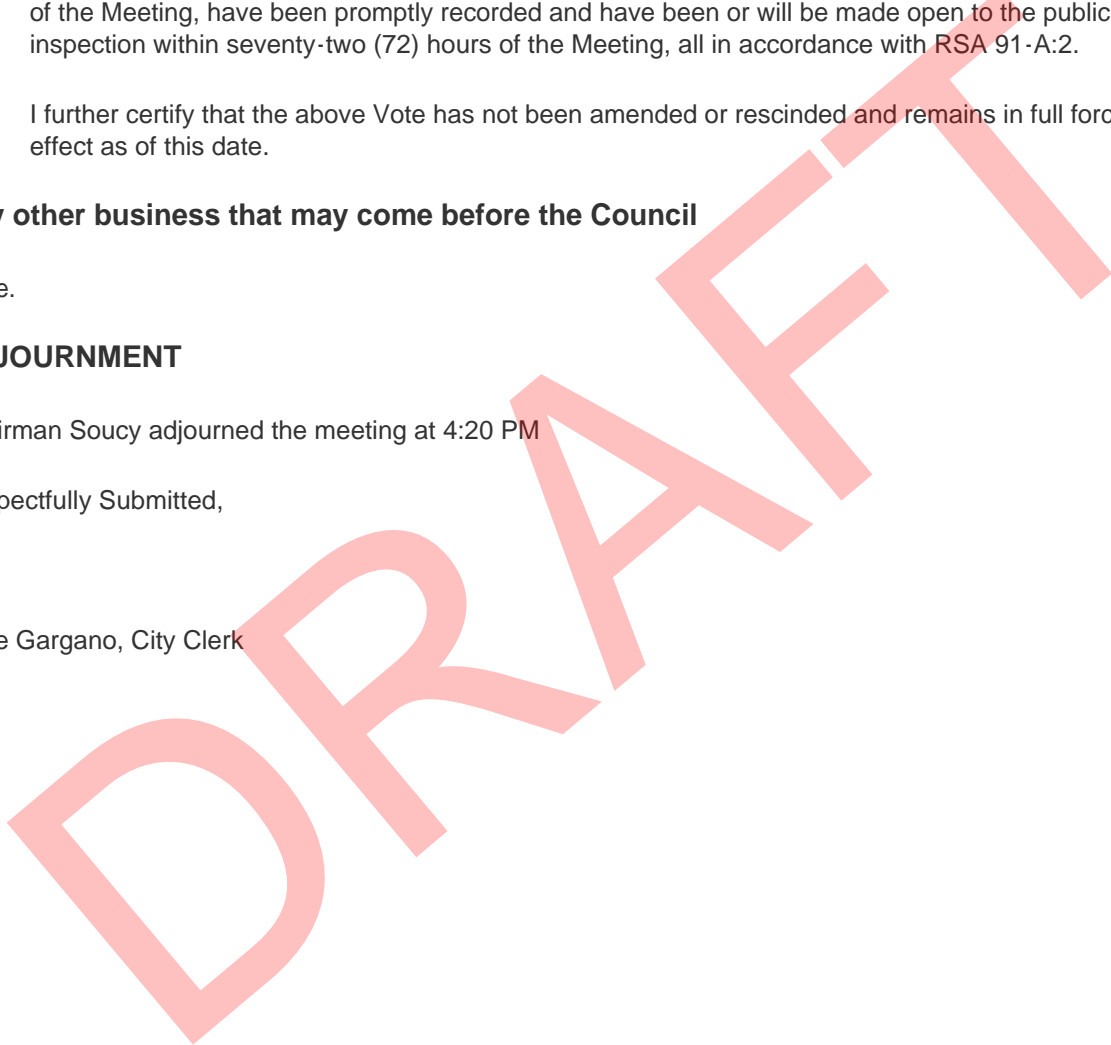 of the Meeting, have been promptly recorded and have been or will be made open to the public
inspection within seventy-two (72) hours of the Meeting, all in accordance with RSA 91-A:2.
I further certify that the above Vote has not been amended or rescinded and remains in full forc
effect as of this date.
y other business that may come before the Council
e.
JOURNMENT
irman Soucy adjourned the meeting at 4:20 PM
pectfully Submitted,
e Gargano, City Clerk
DRAFT